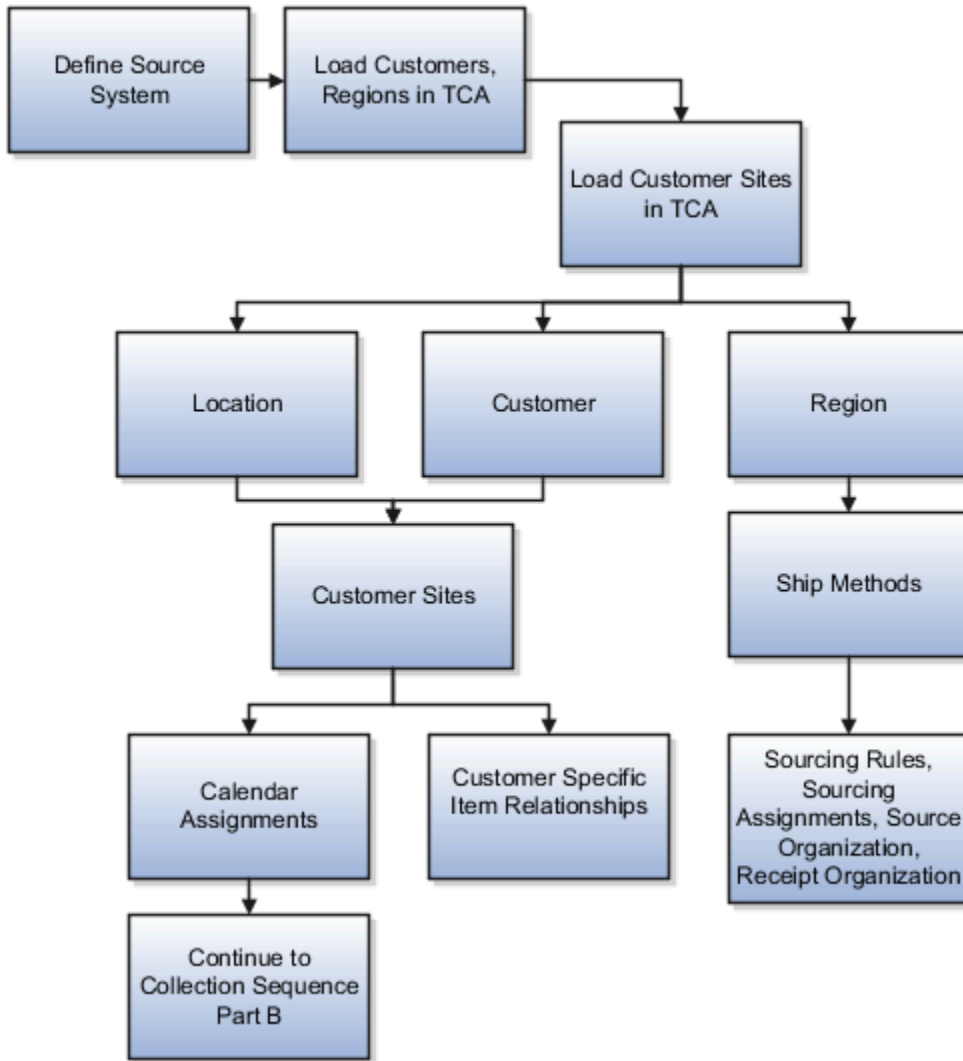 Define Source
System
Load Customers,
Regions in TCA
Load Customer Sites
in TCA
Location
Customer
Region
Customer Sites
Ship Methods
Calendar
Assignments
Customer Specific
Item Relationships
Sourcing Rules,
Sourcing
Assignments, Source
Organization,
Receipt Organization
Continue to
Collection Sequence
Part B